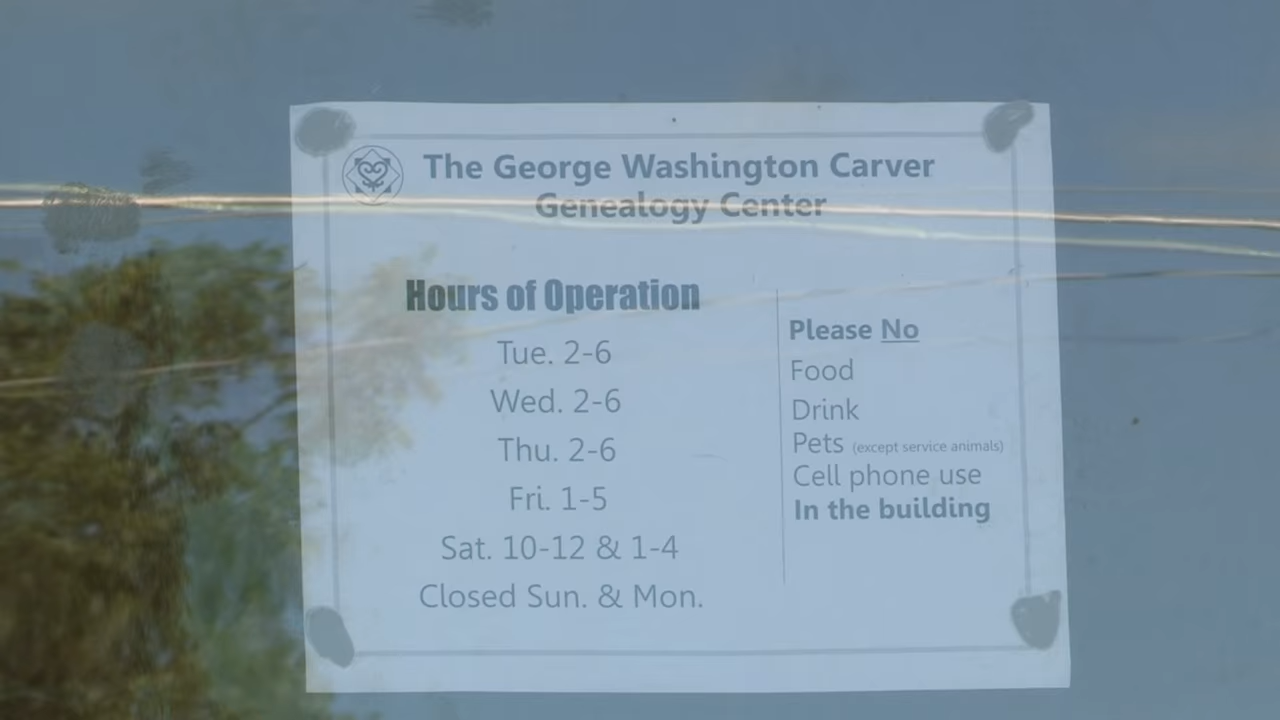 The George Washington Carver
Genealogy Center
Hours of Operation
Tue. 2-6
Wed. 2-6
Thu. 2-6
Fri. 1-5
Sat. 10-12 & 1-4
Closed Sun. & Mon.
Please No
Food
Drink
Pets (except service animals)
Cell phone use
In the building